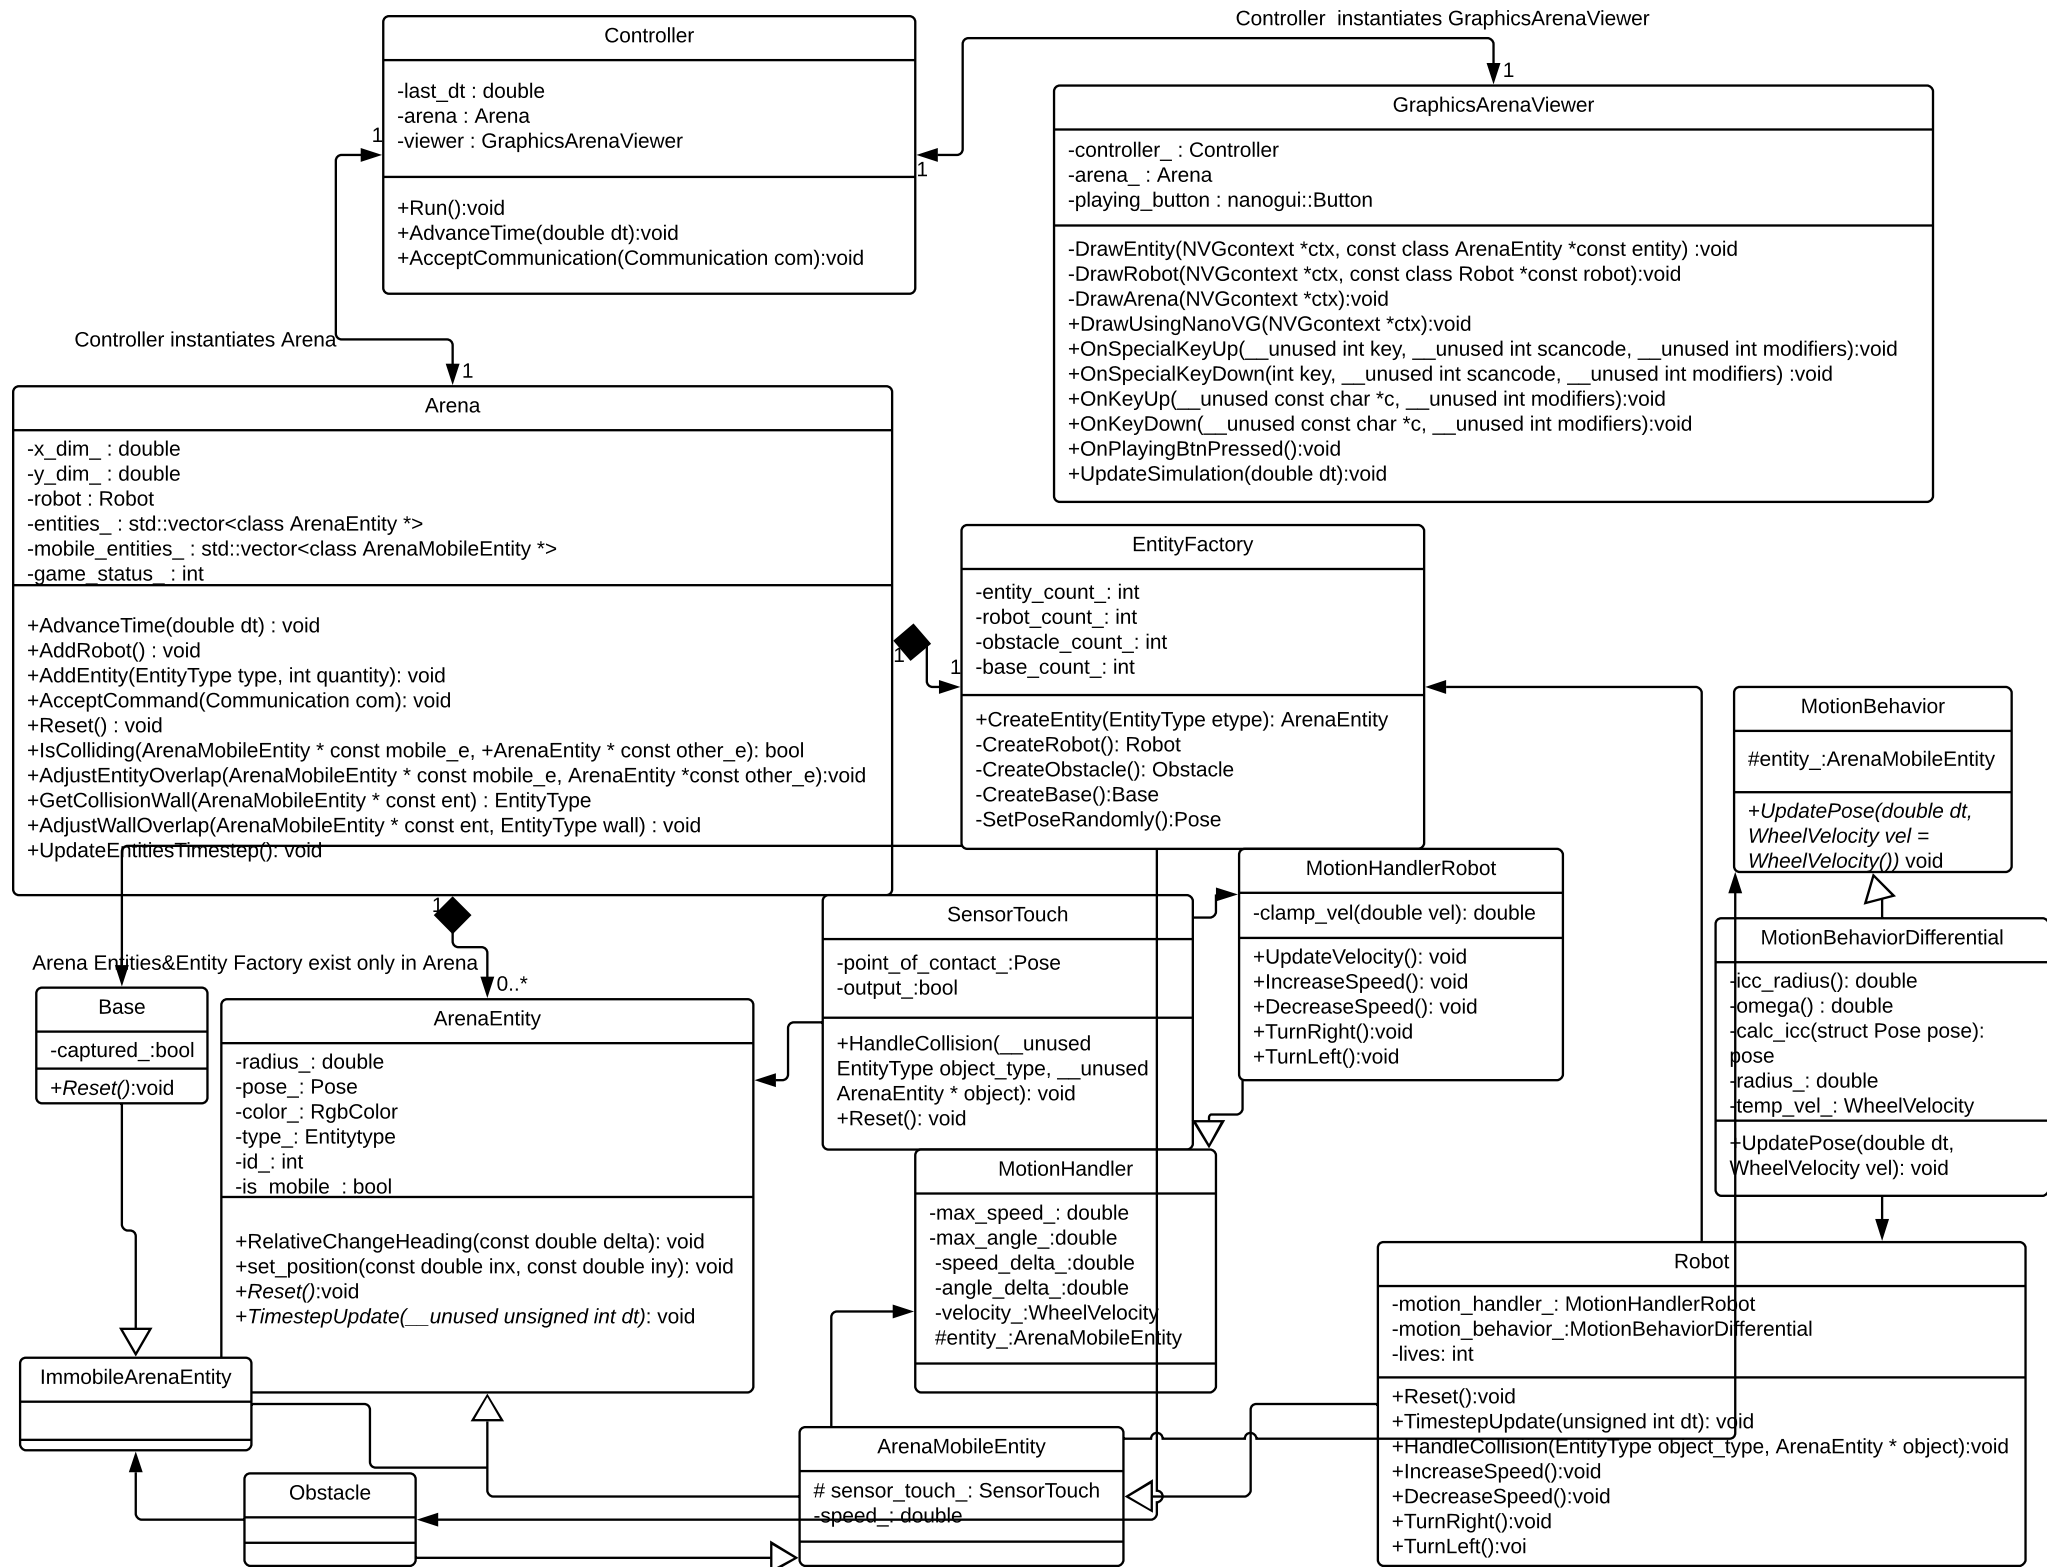 Controller instantiates GraphicsArenaViewer
Controller
-last_dt : double
-arena : Arena
-viewer : GraphicsArenaViewer
+Run():void
+AdvanceTime(double dt):void
+AcceptCommunication(Communication com):void
1
1
1
GraphicsArenaViewer
-controller_ : Controller
-arena_ : Arena
-playing_button : nanogui::Button
-DrawEntity(NVGcontext *ctx, const class ArenaEntity *const entity) :void
-DrawRobot(NVGcontext *ctx, const class Robot *const robot):void
-DrawArena(NVGcontext *ctx):void
+DrawUsingNanoVG(NVGcontext *ctx):void
+OnSpecialKeyUp(__unused int key, __unused int scancode, __unused int modifiers):void
+OnSpecialKeyDown(int key, __unused int scancode, __unused int modifiers) :void
+OnKeyUp(__unused const char *c, __unused int modifiers):void
+OnKeyDown(__unused const char *c, __unused int modifiers):void
+OnPlayingBtnPressed():void
+UpdateSimulation(double dt):void
Controller instantiates Arena
1
Arena
-x_dim_ : double
-y_dim_ : double
-robot : Robot
-entities_ : std::vector<class ArenaEntity *>
-mobile_entities_ : std::vector<class ArenaMobileEntity *>
-game_status_ : int
+AdvanceTime(double dt) : void
+AddRobot() : void
+AddEntity(EntityType type, int quantity): void
+AcceptCommand(Communication com): void
+Reset() : void
+IsColliding(ArenaMobileEntity * const mobile_e, +ArenaEntity * const other_e): bool
+AdjustEntityOverlap(ArenaMobileEntity * const mobile_e, ArenaEntity *const other_e):void
+GetCollisionWall(ArenaMobileEntity * const ent) : EntityType
+AdjustWallOverlap(ArenaMobileEntity * const ent, EntityType wall) : void
+UpdateEntitiesTimestep(): void
1
1
EntityFactory
-entity_count_: int
-robot_count_: int
-obstacle_count_: int
-base_count_: int
+CreateEntity(EntityType etype): ArenaEntity
-CreateRobot(): Robot
-CreateObstacle(): Obstacle
-CreateBase():Base
-SetPoseRandomly():Pose
MotionBehavior
#entity_:ArenaMobileEntity
+UpdatePose(double dt,
WheelVelocity vel =
WheelVelocity()) void
MotionHandlerRobot
-clamp_vel(double vel): double
+UpdateVelocity(): void
+IncreaseSpeed(): void
+DecreaseSpeed(): void
+TurnRight():void
+TurnLeft():void
SensorTouch
-point_of_contact_:Pose
-output_:bool
+HandleCollision(__unused
EntityType object_type, __unused
ArenaEntity * object): void
+Reset(): void
MotionBehaviorDifferential
-icc_radius(): double
-omega() : double
-calc_icc(struct Pose pose):
pose
-radius_: double
-temp_vel_: WheelVelocity
+UpdatePose(double dt,
WheelVelocity vel): void
1
Arena Entities&Entity Factory exist only in Arena
0..*
Base
-captured_:bool
+Reset():void
ArenaEntity
-radius_: double
-pose_: Pose
-color_: RgbColor
-type_: Entitytype
-id_: int
-is_mobile_: bool
+RelativeChangeHeading(const double delta): void
+set_position(const double inx, const double iny): void
+Reset():void
+TimestepUpdate(__unused unsigned int dt): void
MotionHandler
-max_speed_: double
-max_angle_:double
-speed_delta_:double
-angle_delta_:double
-velocity_:WheelVelocity
#entity_:ArenaMobileEntity
Robot
-motion_handler_: MotionHandlerRobot
-motion_behavior_:MotionBehaviorDifferential
-lives: int
+Reset():void
+TimestepUpdate(unsigned int dt): void
+HandleCollision(EntityType object_type, ArenaEntity * object):void
+IncreaseSpeed():void
+DecreaseSpeed():void
+TurnRight():void
+TurnLeft():voi
ImmobileArenaEntity
Obstacle
ArenaMobileEntity
# sensor_touch_: SensorTouch
-speed_: double